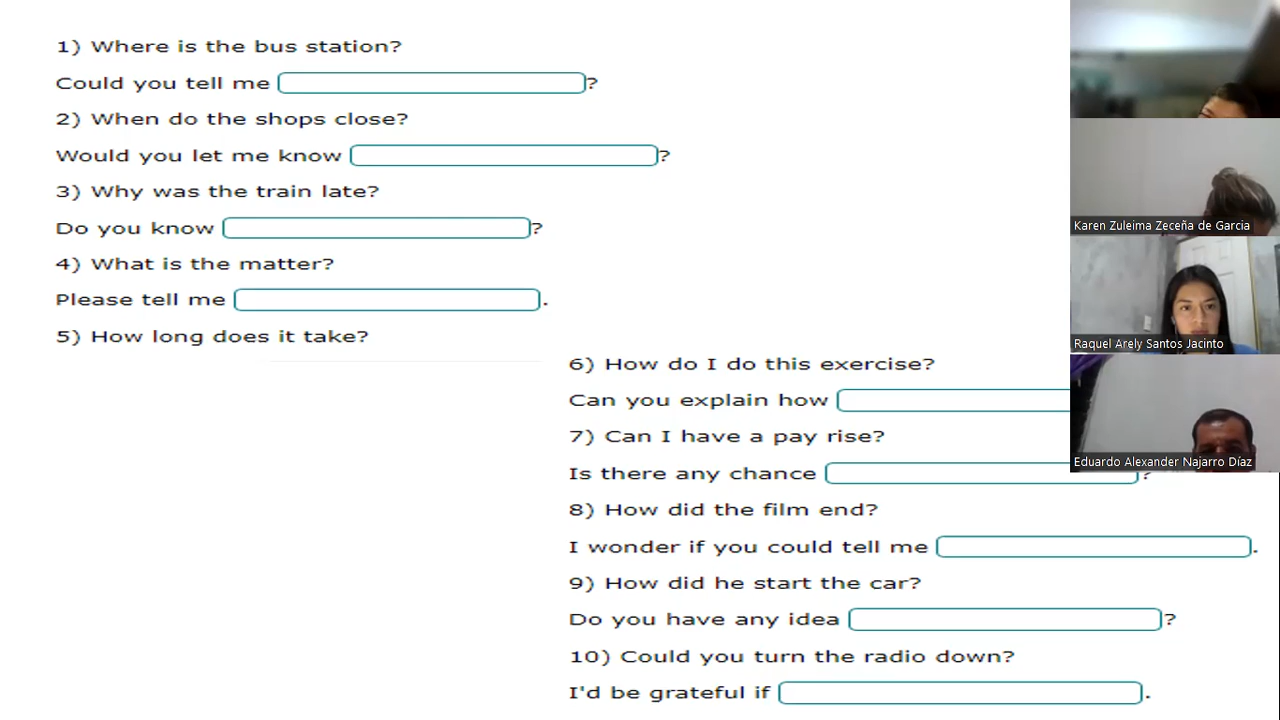 1) Where is the bus station?
Could you tell me ?
2) When do the shops close?
Would you let me know ?
3) Why was the train late?
Do you know ?
4) What is the matter?
Please tell me .
5) How long does it take?
6) How do I do this exercise?
Can you explain how
7) Can I have a pay rise?
Is there any chance ?
8) How did the film end?
I wonder if you could tell me .
9) How did he start the car?
Do you have any idea ?
10) Could you turn the radio down?
I'd be grateful if .
Karen Zuleima Zeceña de Garcia
Raquel Arely Santos Jacinto
Eduardo Alexander Najarro Díaz